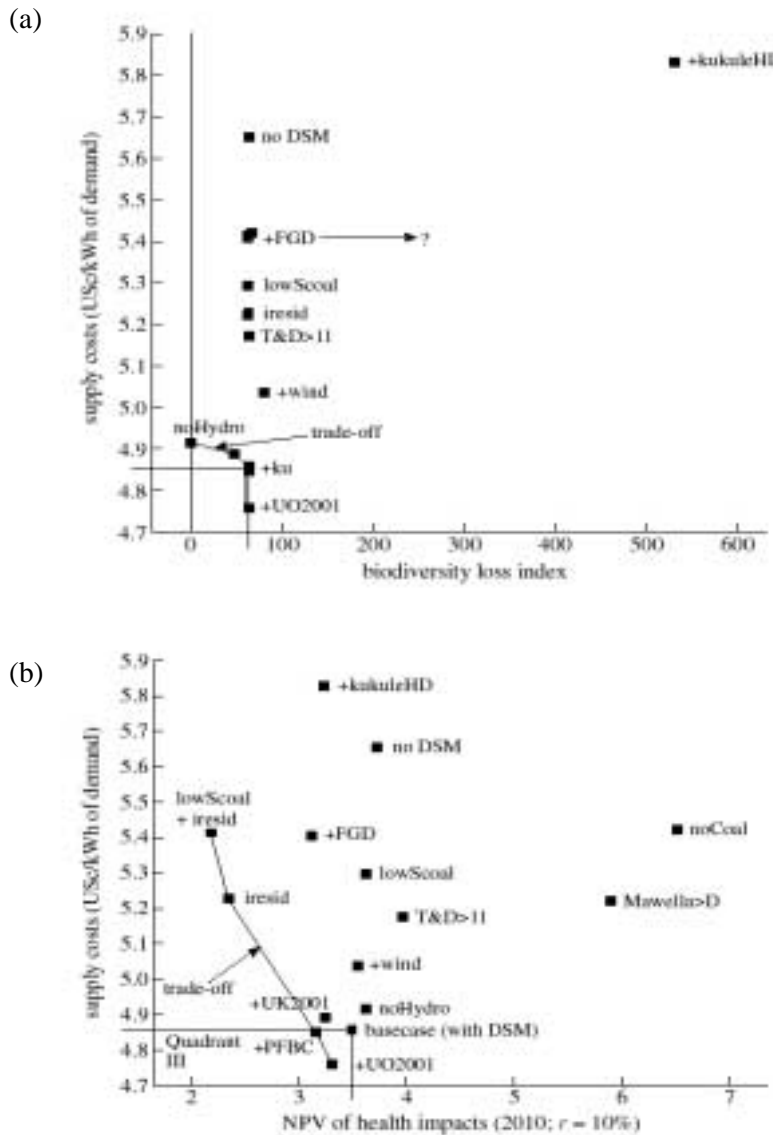 (a)
supply costs (USc/kWh of demand)
5.9
5.8
5.7
5.6
5.5
5.4
5.3
5.2
5.1
5.0
4.9
4.8
4.7
+kukuleHD
no DSM
+FGD
?
lowScoal
iresid
T&D>11
+wind
noHydro
trade-off
+ku
+UO2001
0 100 200 300 400 500 600
biodiversity loss index
(b)
supply costs (USc/kWh of demand)
5.9
5.8
5.7
5.6
5.5
5.4
5.3
5.2
5.1
5.0
4.9
4.8
4.7
+kukuleHD
no DSM
lowScoal
+ iresid
+FGD
noCoal
lowScoal
iresid
Mawella>D
T&D>11
+wind
trade-off
+UK2001
noHydro
basecase (with DSM)
Quadrant
III
+PFBC
+UO2001
2 3 4 5 6 7
NPV of health impacts (2010; r = 10%)